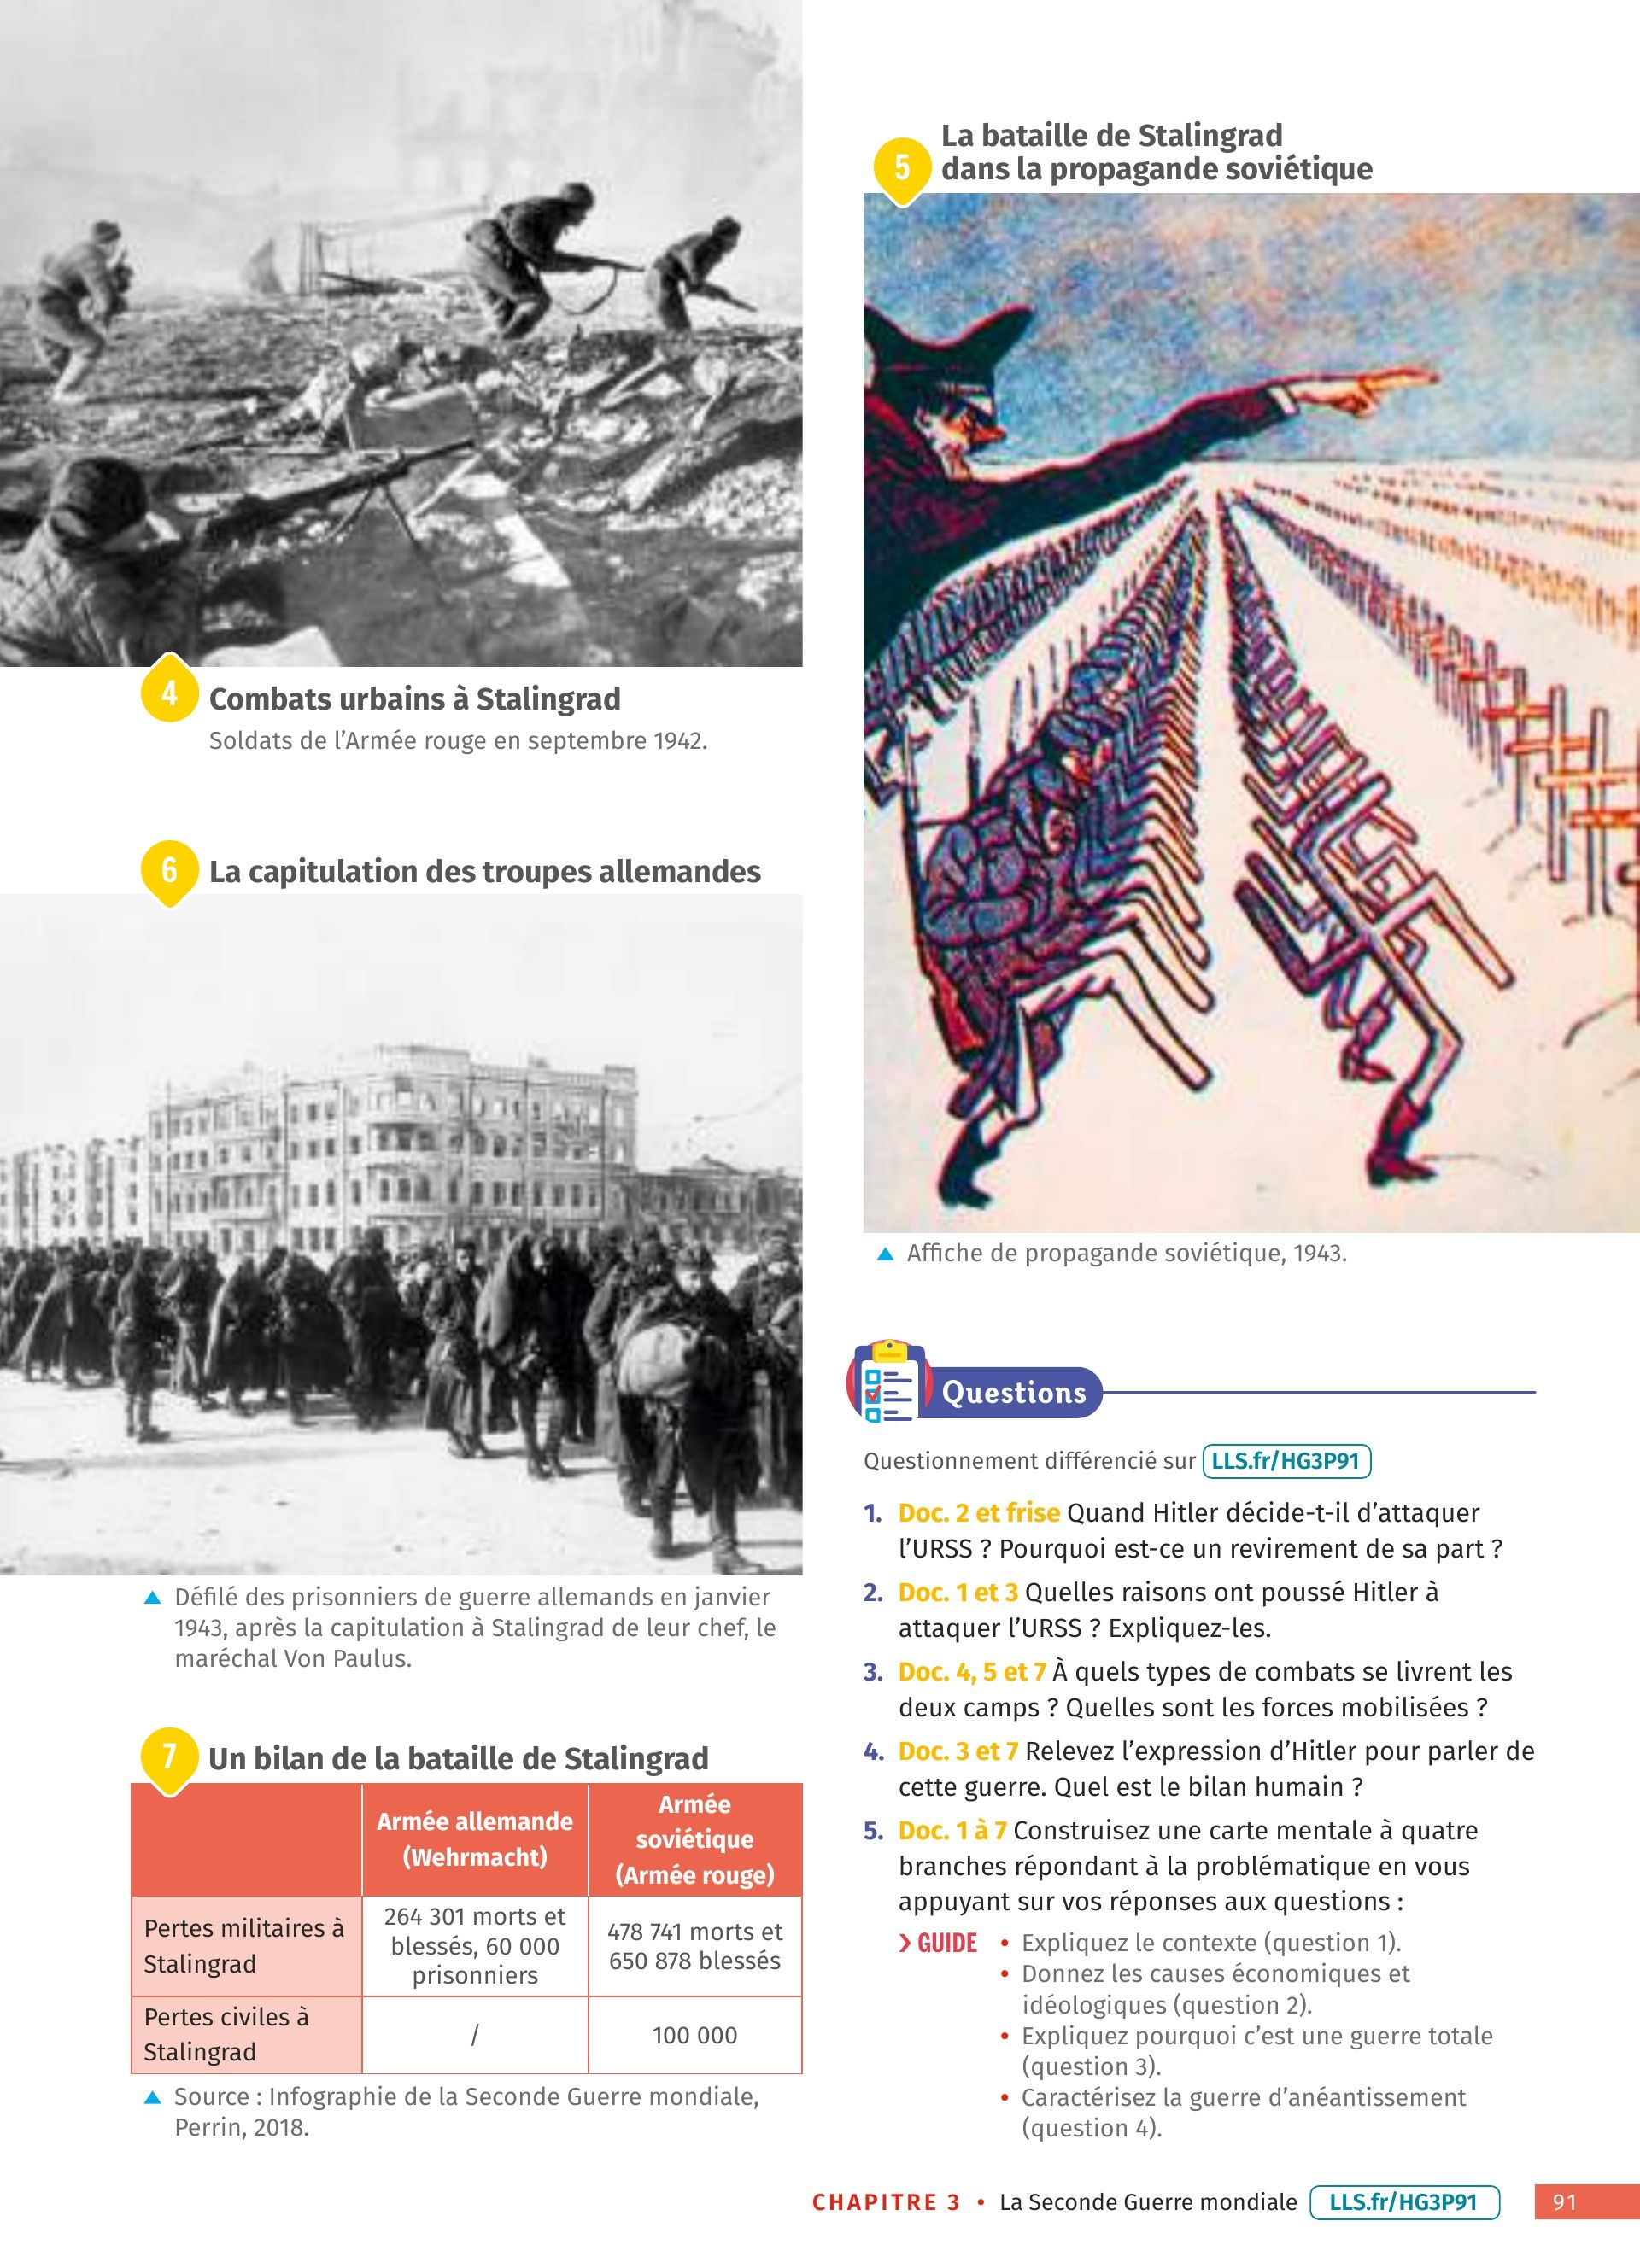 4
Combats urbains à Stalingrad
Soldats de l'Armée rouge en septembre 1942.
6
La capitulation des troupes allemandes
Défilé des prisonniers de guerre allemands en janvier
1943, après la capitulation à Stalingrad de leur chef, le
maréchal Von Paulus.
7
Un bilan de la bataille de Stalingrad
Armée allemande
(Wehrmacht)
Armée
soviétique
(Armée rouge)
Pertes militaires à
Stalingrad
264 301 morts et
blessés, 60 000
prisonniers
478 741 morts et
650 878 blessés
Pertes civiles à
Stalingrad
/
100 000
Source : Infographie de la Seconde Guerre mondiale,
Perrin, 2018.
5
La bataille de Stalingrad
dans la propagande soviétique
Affiche de propagande soviétique, 1943.
Questions
Questionnement différencié sur LLS.fr/HG3P91
1. Doc. 2 et frise Quand Hitler décide-t-il d'attaquer
l'URSS ? Pourquoi est-ce un revirement de sa part ?
2. Doc. 1 et 3 Quelles raisons ont poussé Hitler à
attaquer l'URSS ? Expliquez-les.
3. Doc. 4, 5 et 7 À quels types de combats se livrent les
deux camps ? Quelles sont les forces mobilisées ?
4. Doc. 3 et 7 Relevez l'expression d'Hitler pour parler de
cette guerre. Quel est le bilan humain ?
5. Doc. 1 à 7 Construisez une carte mentale à quatre
branches répondant à la problématique en vous
appuyant sur vos réponses aux questions :
› GUIDE • Expliquez le contexte (question 1).
• Donnez les causes économiques et
idéologiques (question 2).
• Expliquez pourquoi c'est une guerre totale
(question 3).
• Caractérisez la guerre d'anéantissement
(question 4).
CHAPITRE 3 • La Seconde Guerre mondiale LLS.fr/HG3P91 91